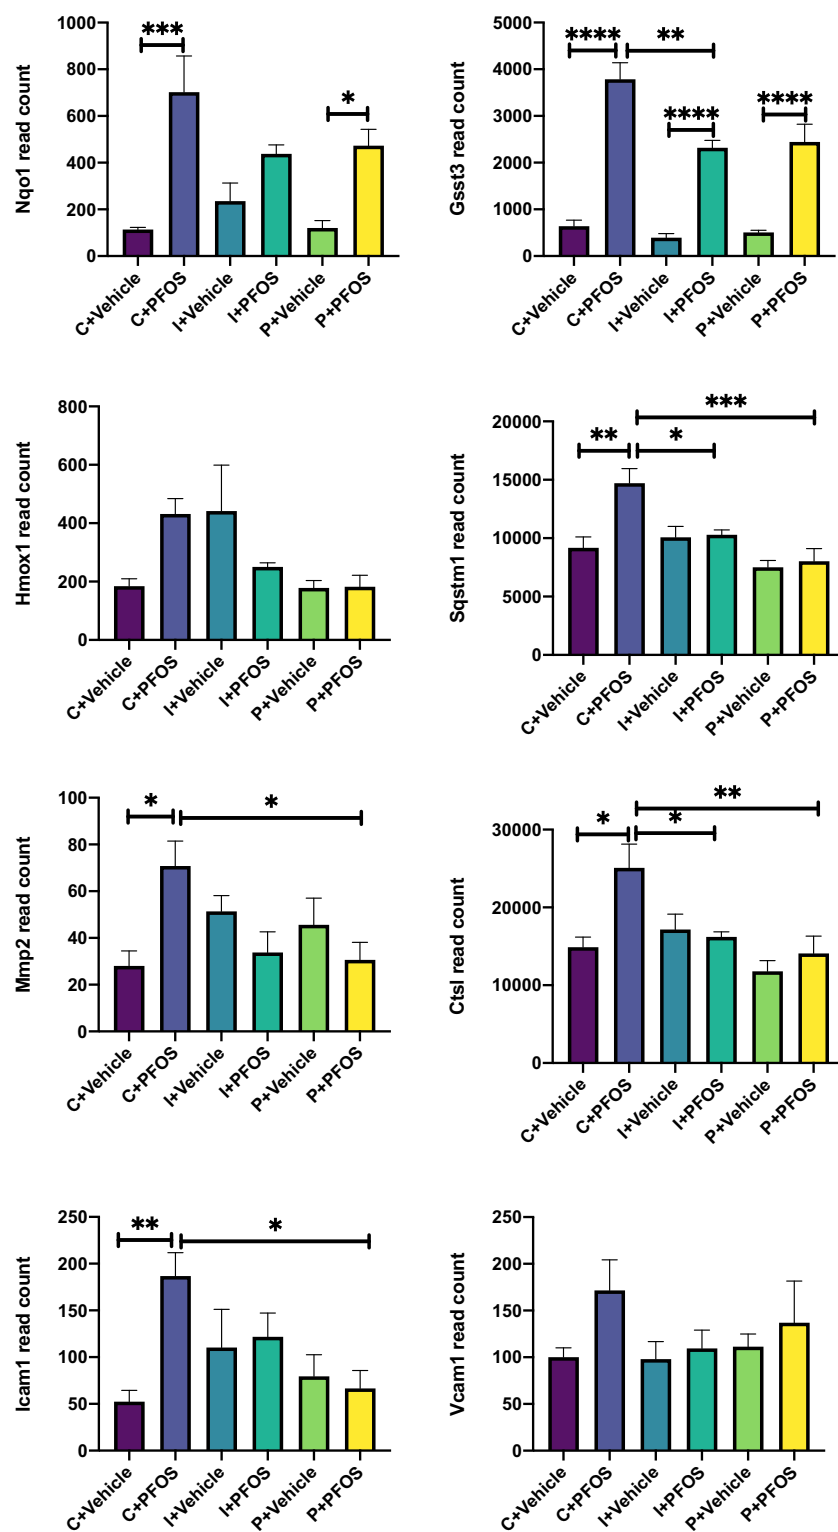 1000
800
600
400
200
0
Nqo1 read count
***
*
C+Vehicle
C+PFOS
I+Vehicle
I+PFOS
P+Vehicle
P+PFOS
5000
4000
3000
2000
1000
0
Gsst3 read count
****
**
****
****
C+Vehicle
C+PFOS
I+Vehicle
I+PFOS
P+Vehicle
P+PFOS
800
600
400
200
0
Hmox1 read count
C+Vehicle
C+PFOS
I+Vehicle
I+PFOS
P+Vehicle
P+PFOS
20000
15000
10000
5000
0
Sqstm1 read count
***
**
*
C+Vehicle
C+PFOS
I+Vehicle
I+PFOS
P+Vehicle
P+PFOS
100
80
60
40
20
0
Mmp2 read count
*
*
C+Vehicle
C+PFOS
I+Vehicle
I+PFOS
P+Vehicle
P+PFOS
30000
20000
10000
0
Ctsl read count
**
*
*
C+Vehicle
C+PFOS
I+Vehicle
I+PFOS
P+Vehicle
P+PFOS
250
200
150
100
50
0
Icam1 read count
**
*
C+Vehicle
C+PFOS
I+Vehicle
I+PFOS
P+Vehicle
P+PFOS
250
200
150
100
50
0
Vcam1 read count
C+Vehicle
C+PFOS
I+Vehicle
I+PFOS
P+Vehicle
P+PFOS